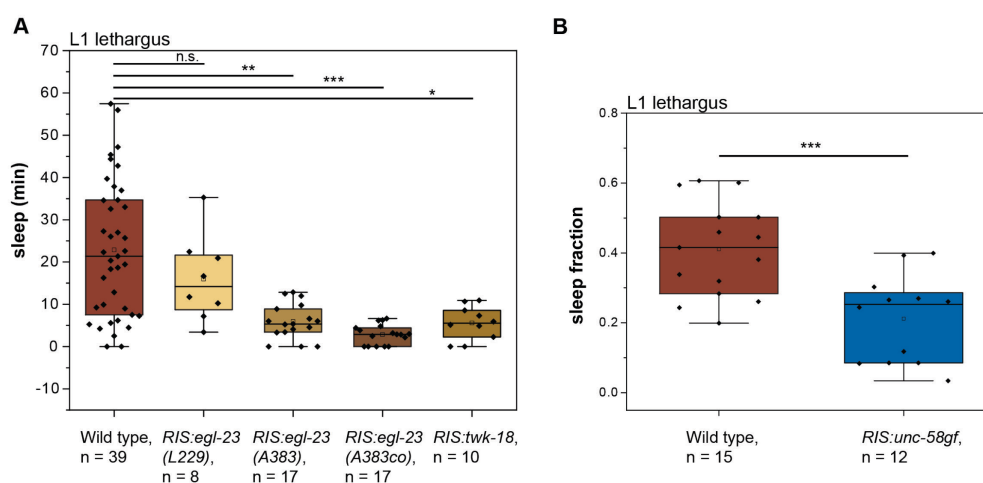 A
L1 lethargus
70
60
50
40
30
20
10
0
-10
sleep (min)
n.s.
**
***
*
Wild type,
n = 39
RIS:egl-23
(L229),
n = 8
RIS:egl-23
(A383),
n = 17
RIS:egl-23
(A383co),
n = 17
RIS:twk-18,
n = 10
B
L1 lethargus
0.8
0.6
0.4
0.2
0.0
sleep fraction
***
Wild type,
n = 15
RIS:unc-58gf,
n = 12